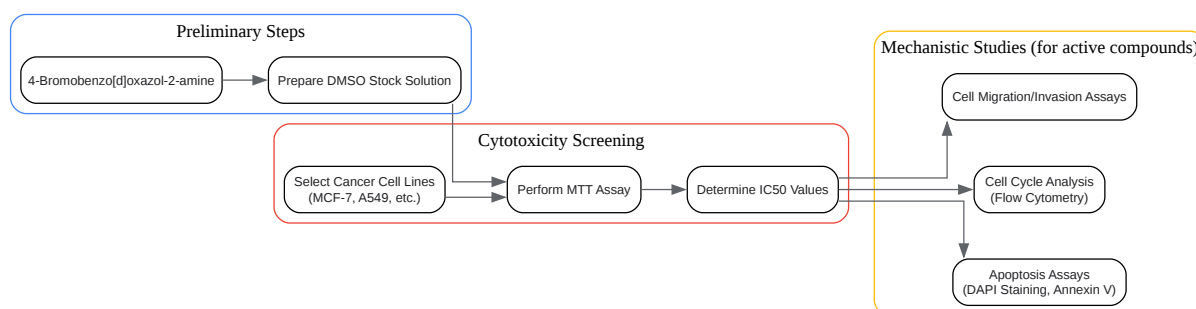 Preliminary Steps
4-Bromobenzo[d]oxazol-2-amine
Prepare DMSO Stock Solution
Cytotoxicity Screening
Select Cancer Cell Lines
(MCF-7, A549, etc.)
Perform MTT Assay
Determine IC50 Values
Mechanistic Studies (for active compounds)
Cell Migration/Invasion Assays
Cell Cycle Analysis
(Flow Cytometry)
Apoptosis Assays
(DAPI Staining, Annexin V)